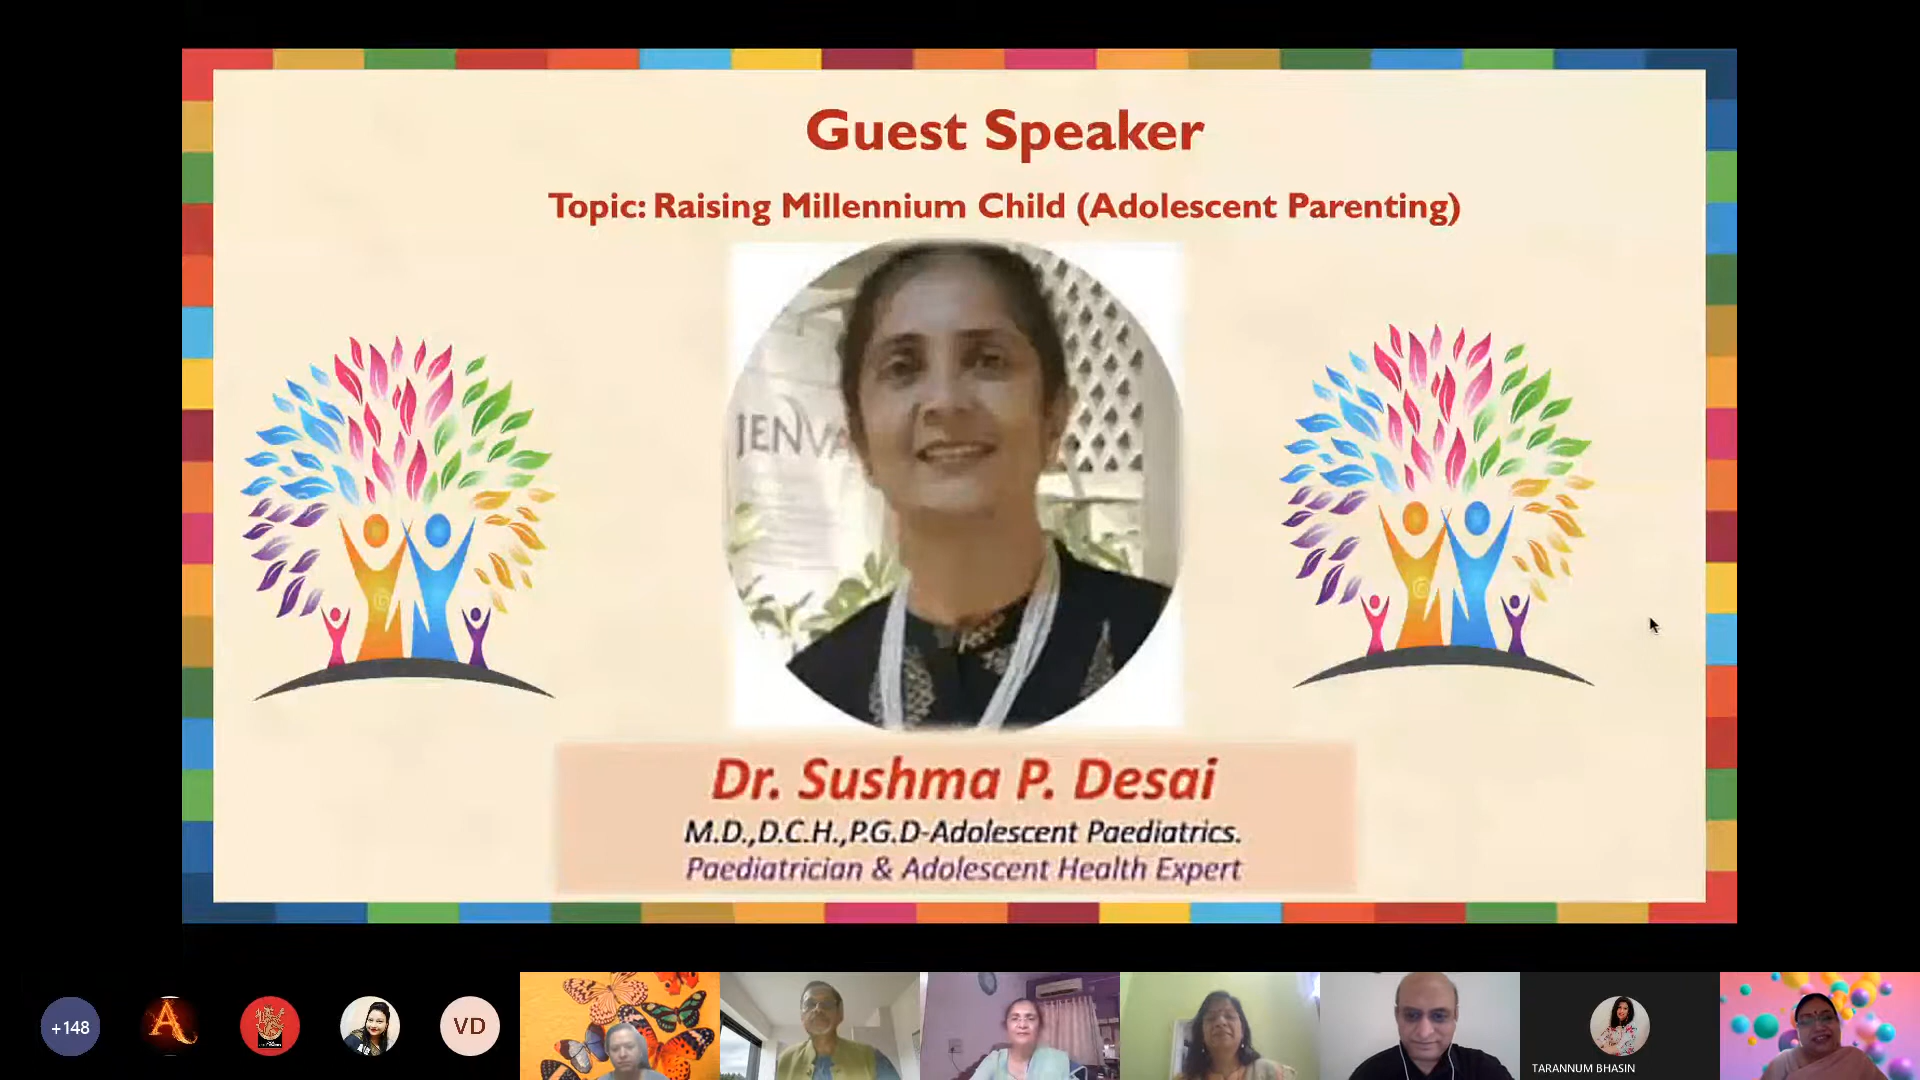 Guest Speaker
Topic: Raising Millennium Child (Adolescent Parenting)
JENVA
Dr. Sushma P. Desai
M.D.,D.C.H.,P.G.D-Adolescent Paediatrics.
Paediatrician & Adolescent Health Expert
+148
A
VD
TARANNUM BHASIN